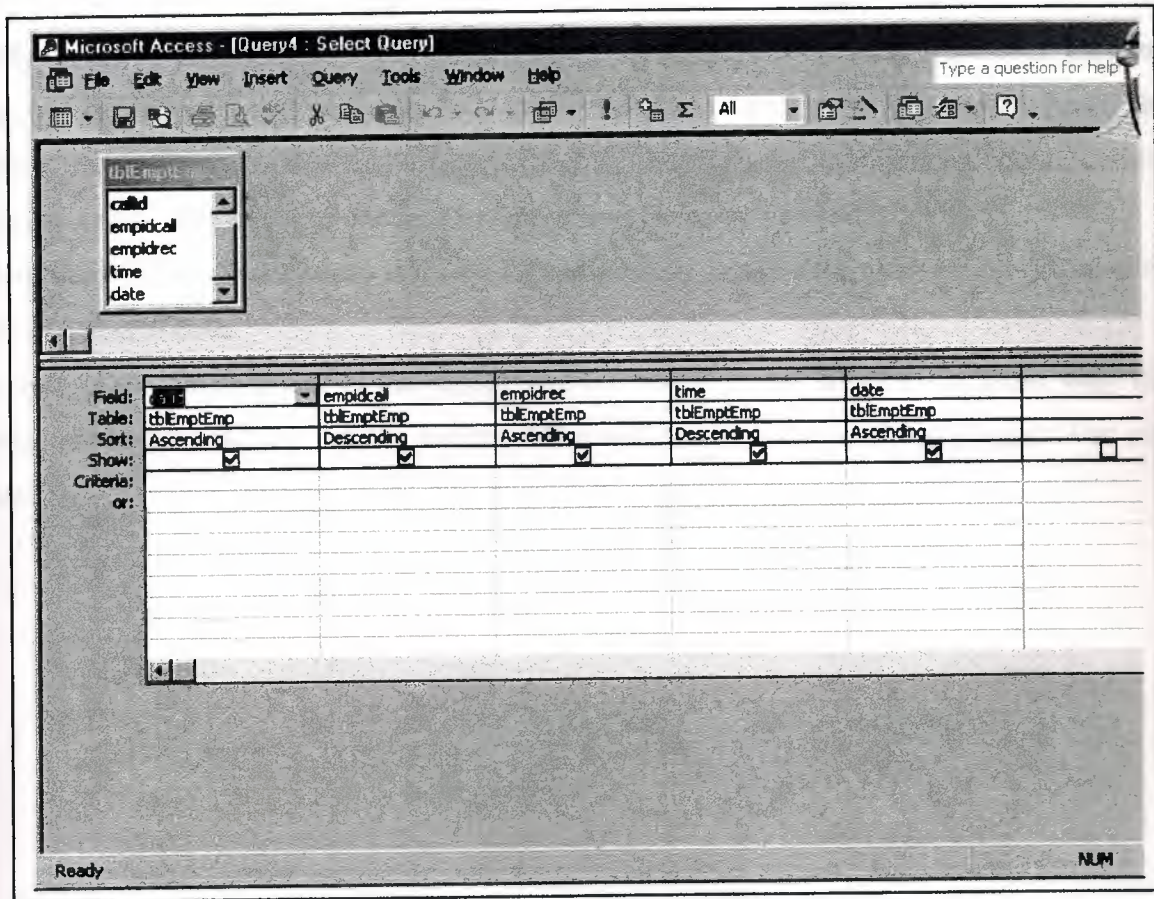 Microsoft Access - [Query4 : Select Query]
File Edit View Insert Query Tools Window Help
Type a question for help
All
callid
empidcall
empidrec
time
date
Field: empidcall empidrec time date
Table: tblEmptEmp tblEmptEmp tblEmptEmp tblEmptEmp tblEmptEmp
Sort: Ascending Descending Ascending Descending Ascending
Show:
Criteria:
or:
Ready
NUM